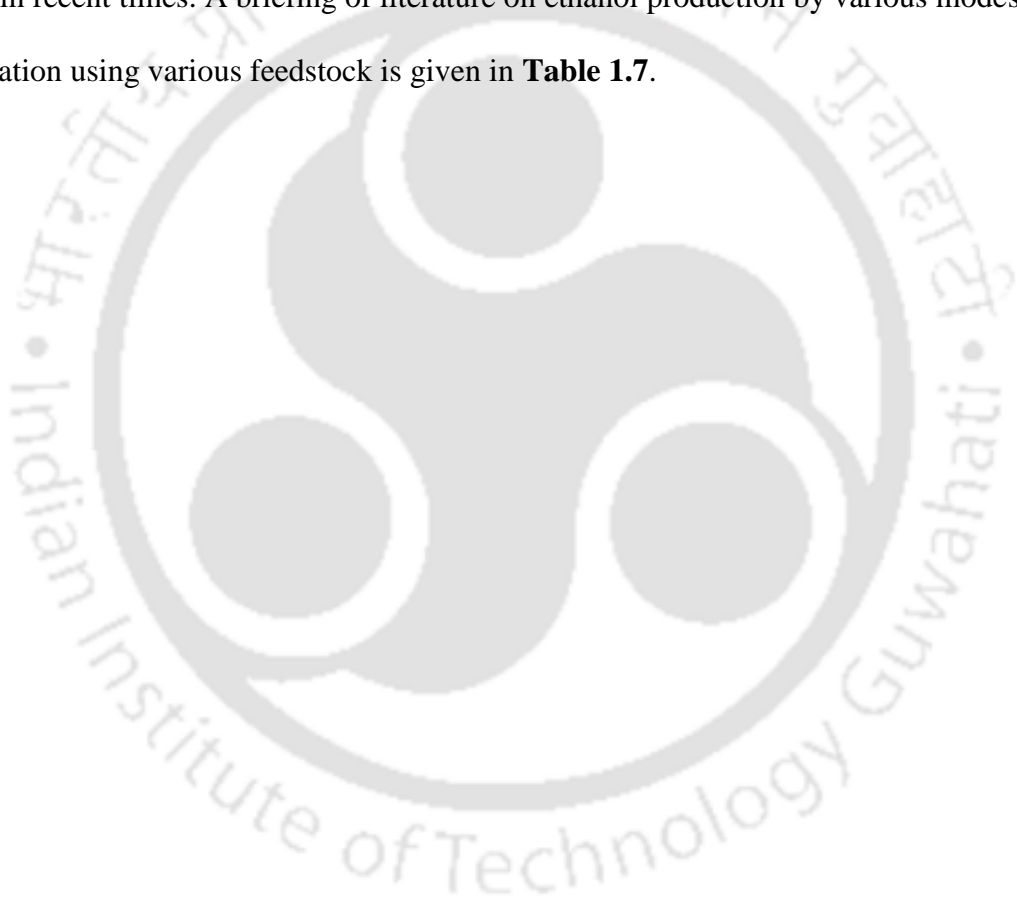 in recent times. A briefing of literature on ethanol production by various modes
ation using various feedstock is given in Table 1.7.
Indian Institute of Technology Guwahati